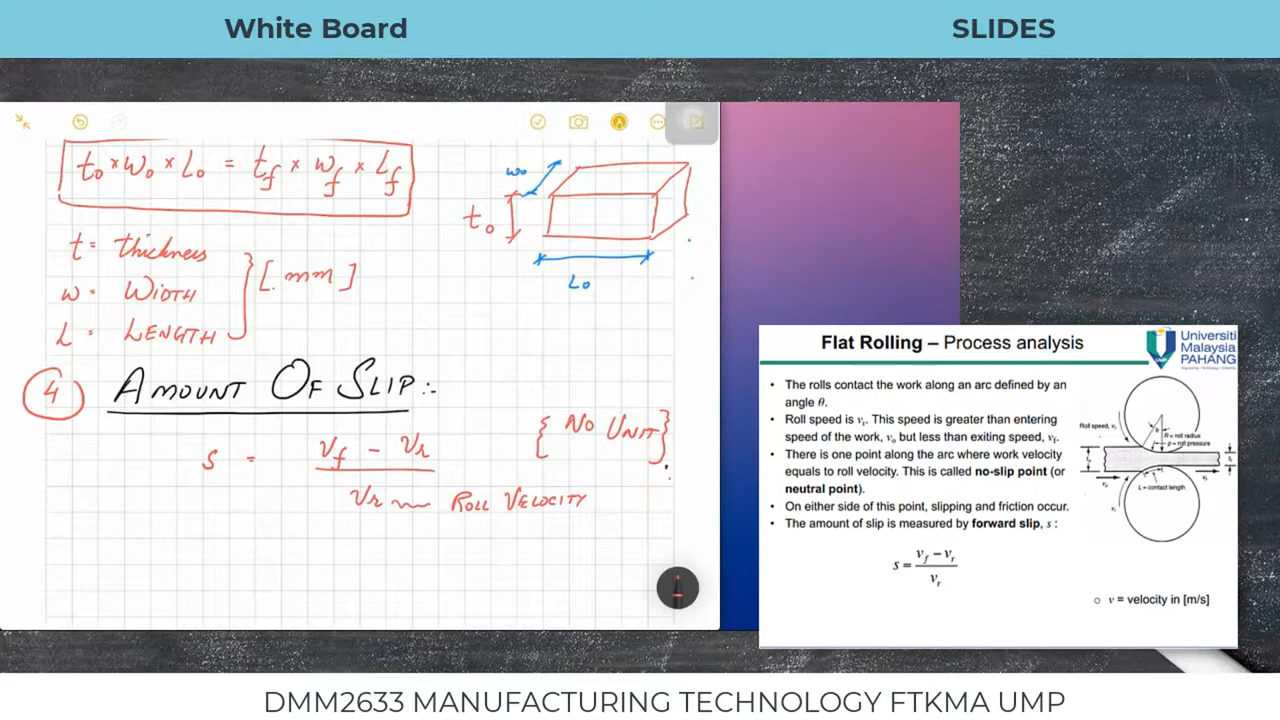 White Board
SLIDES
t₀ × w₀ × L₀ = t_f × w_f × L_f
t = Thickness
w = WIDTH
L = LENGTH
[mm]
w₀
t₀
L₀
4 AMOUNT OF SLIP :-
s = (V_f - V_r) / V_r
{ NO UNIT }
ROLL VELOCITY
Flat Rolling – Process analysis
Universiti
Malaysia
PAHANG
• The rolls contact the work along an arc defined by an
angle θ.
• Roll speed is vᵣ. This speed is greater than entering
speed of the work, v₀ but less than exiting speed, v_f.
• There is one point along the arc where work velocity
equals to roll velocity. This is called no-slip point (or
neutral point).
• On either side of this point, slipping and friction occur.
• The amount of slip is measured by forward slip, s :
s = (v_f – v_r) / v_r
○ v = velocity in [m/s]
Roll speed, vᵣ
θ
R = roll radius
p = roll pressure
L = contact length
DMM2633 MANUFACTURING TECHNOLOGY FTKMA UMP